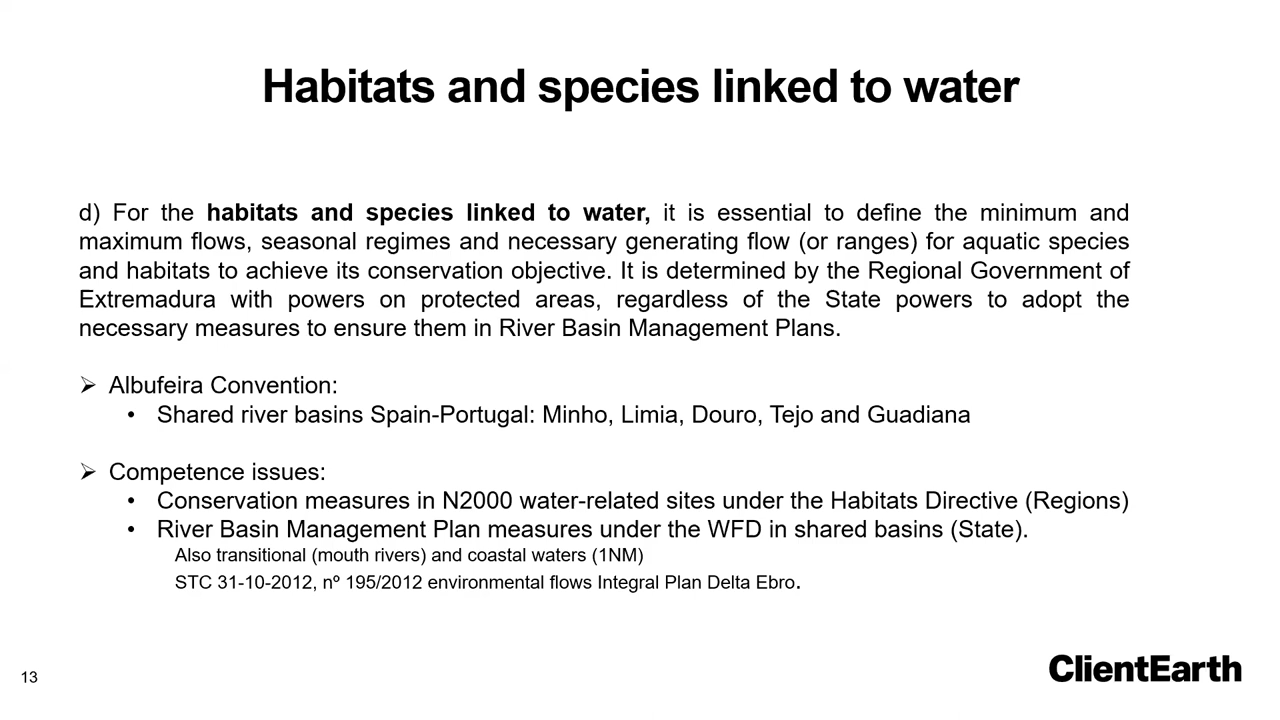 Habitats and species linked to water
d) For the habitats and species linked to water, it is essential to define the minimum and
maximum flows, seasonal regimes and necessary generating flow (or ranges) for aquatic species
and habitats to achieve its conservation objective. It is determined by the Regional Government of
Extremadura with powers on protected areas, regardless of the State powers to adopt the
necessary measures to ensure them in River Basin Management Plans.
➢ Albufeira Convention:
• Shared river basins Spain-Portugal: Minho, Limia, Douro, Tejo and Guadiana
➢ Competence issues:
• Conservation measures in N2000 water-related sites under the Habitats Directive (Regions)
• River Basin Management Plan measures under the WFD in shared basins (State).
Also transitional (mouth rivers) and coastal waters (1NM)
STC 31-10-2012, nº 195/2012 environmental flows Integral Plan Delta Ebro.
13
ClientEarth